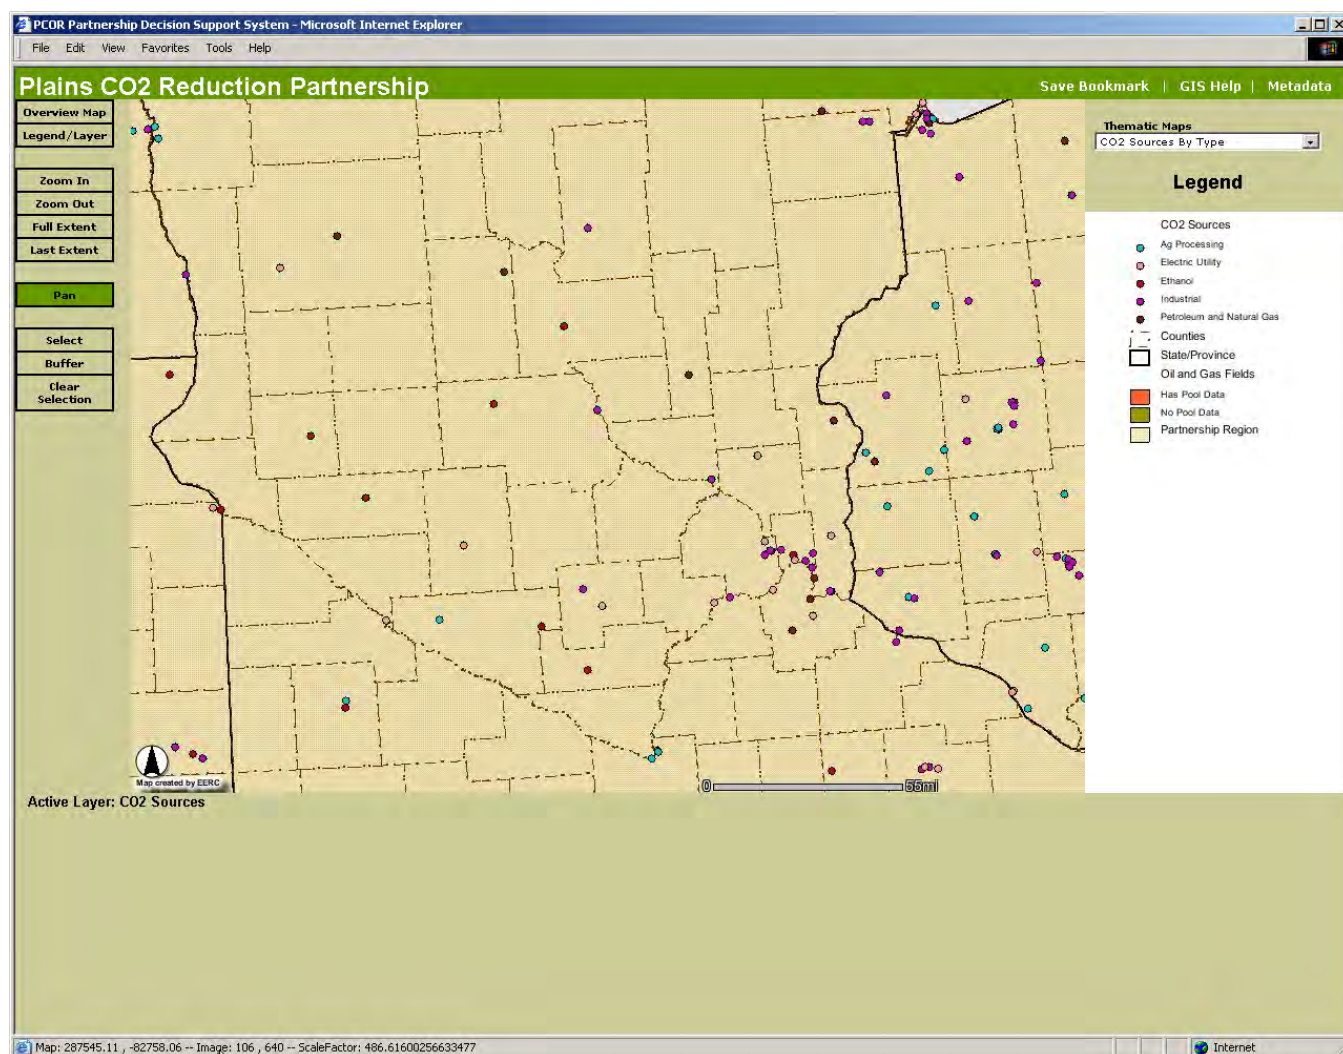 PCOR Partnership Decision Support System - Microsoft Internet Explorer
File Edit View Favorites Tools Help
Plains CO2 Reduction Partnership
Save Bookmark | GIS Help | Metadata
Overview Map
Legend/Layer
Zoom In
Zoom Out
Full Extent
Last Extent
Pan
Select
Buffer
Clear
Selection
Thematic Maps
CO2 Sources By Type
Legend
CO2 Sources
Ag Processing
Electric Utility
Ethanol
Industrial
Petroleum and Natural Gas
Counties
State/Province
Oil and Gas Fields
Has Pool Data
No Pool Data
Partnership Region
Map created by EERC
0 55mi
Active Layer: CO2 Sources
Map: 287545.11 , -82758.06 -- Image: 106 , 640 -- ScaleFactor: 486.61600256633477
Internet